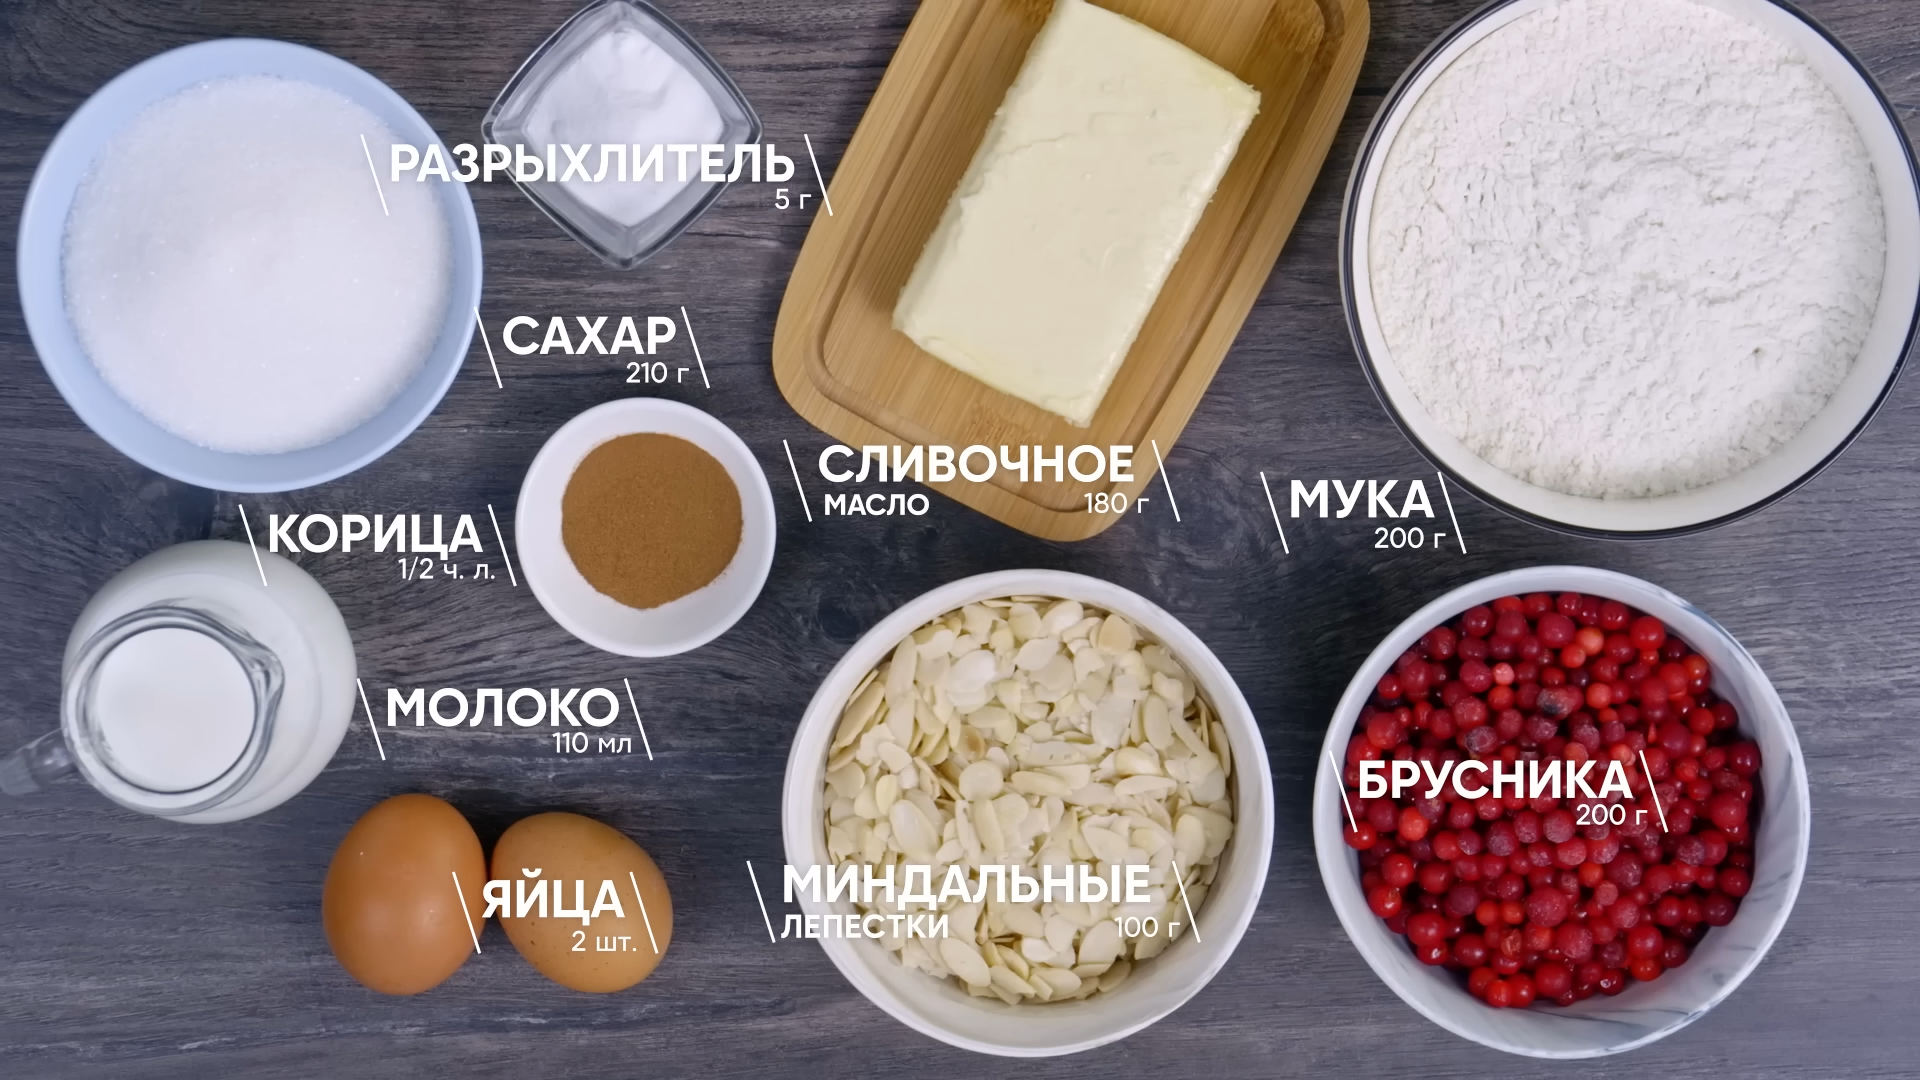 РАЗРЫХЛИТЕЛЬ
5 г
САХАР
210 г
СЛИВОЧНОЕ
МАСЛО 180 г
МУКА
200 г
КОРИЦА
1/2 ч. л.
МОЛОКО
110 мл
БРУСНИКА
200 г
ЯЙЦА
2 шт.
МИНДАЛЬНЫЕ
ЛЕПЕСТКИ 100 г